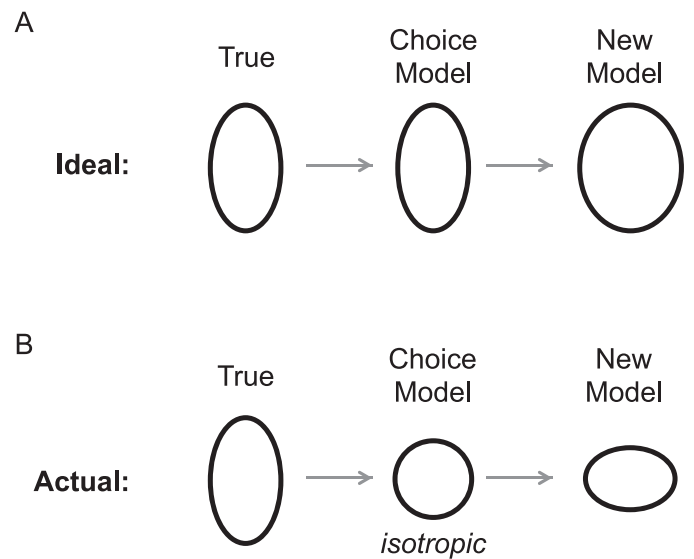 A
True
Choice
Model
New
Model
Ideal:
B
True
Choice
Model
New
Model
Actual:
isotropic